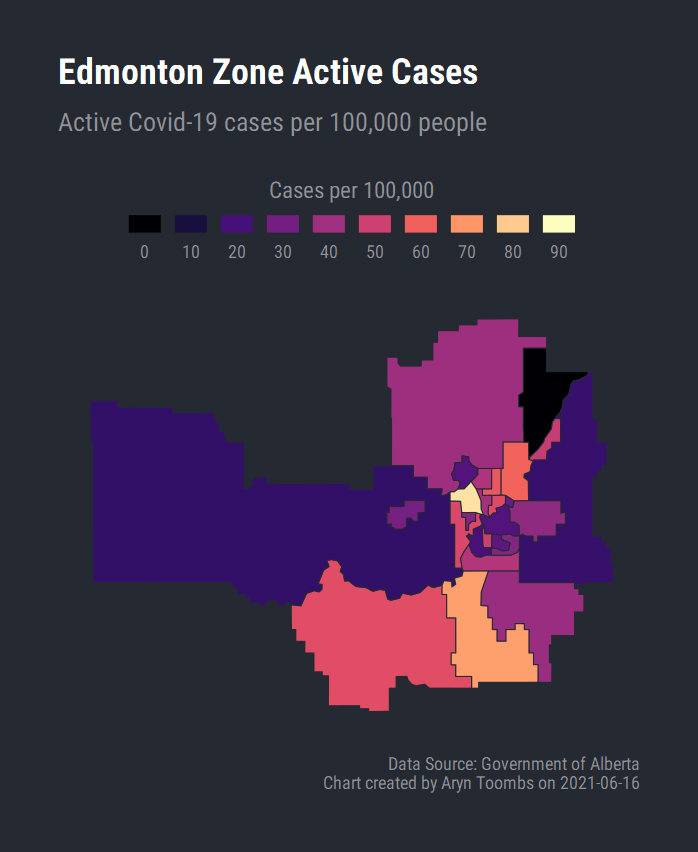 Edmonton Zone Active Cases
Active Covid-19 cases per 100,000 people
Cases per 100,000
0 10 20 30 40 50 60 70 80 90
Data Source: Government of Alberta
Chart created by Aryn Toombs on 2021-06-16